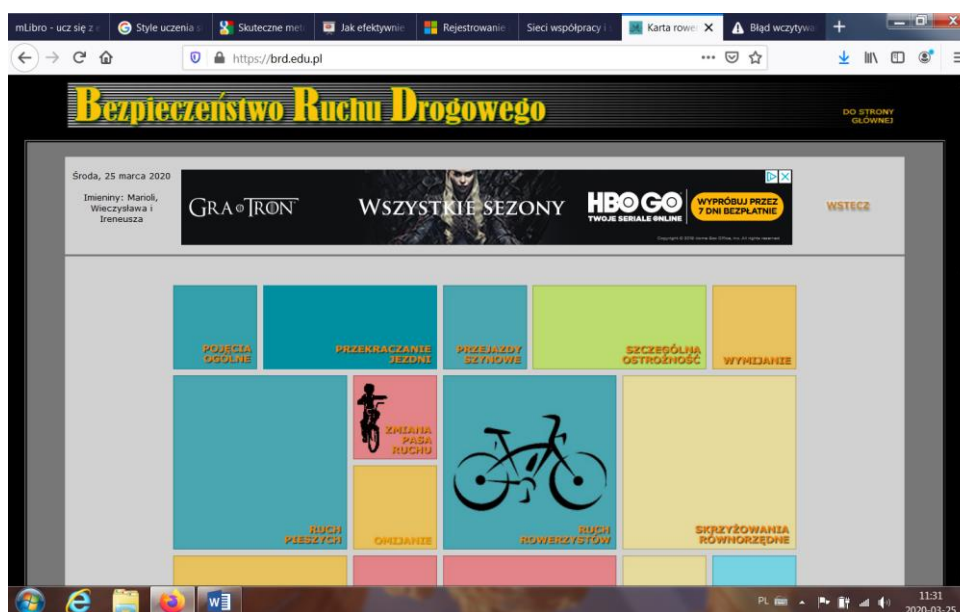 mLibro - ucz się z e
Style uczenia s
Skuteczne met
Jak efektywnie
Rejestrowanie
Sieci współpracy i
Karta rower
Błąd wczytywa
https://brd.edu.pl
Bezpieczeństwo Ruchu Drogowego
DO STRONY
GŁÓWNEJ
Środa, 25 marca 2020
Imieniny: Marioli,
Wieczysława i
Ireneusza
GRA O TRON
WSZYSTKIE SEZONY
HBO GO
TWOJE SERIALE ONLINE
WYPRÓBUJ PRZEZ
7 DNI BEZPŁATNIE
WSTECZ
POJĘCIA
OGÓLNE
PRZEKRACZANIE
JEZDNI
PRZEJAZDY
SZYNOWE
SZCZEGÓLNA
OSTROŻNOŚĆ
WYMIJANIE
ZMIANA
PASA
RUCHU
RUCH
PIESZYCH
OMIJANIE
RUCH
ROWERZYSTÓW
SKRZYŻOWANIA
RÓWNORZĘDNE
PL
11:31
2020-03-25